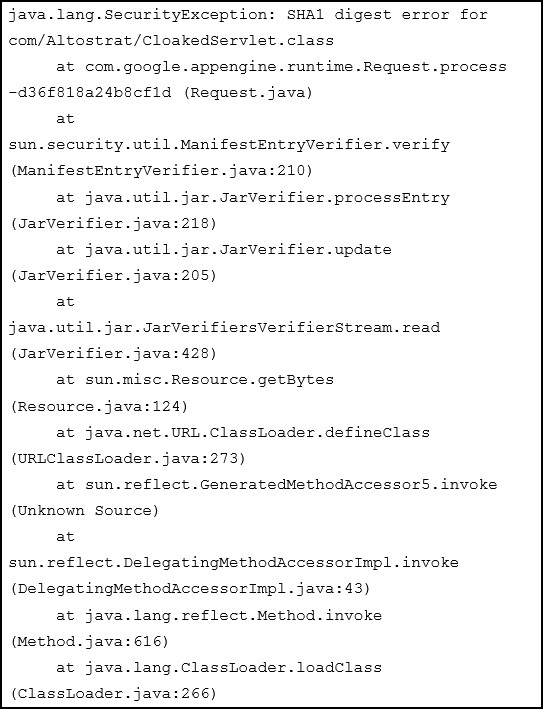 java.lang.SecurityException: SHA1 digest error for
com/Altostrat/CloakedServlet.class
at com.google.appengine.runtime.Request.process
-d36f818a24b8cf1d (Request.java)
at
sun.security.util.ManifestEntryVerifier.verify
(ManifestEntryVerifier.java:210)
at java.util.jar.JarVerifier.processEntry
(JarVerifier.java:218)
at java.util.jar.JarVerifier.update
(JarVerifier.java:205)
at
java.util.jar.JarVerifiersVerifierStream.read
(JarVerifier.java:428)
at sun.misc.Resource.getBytes
(Resource.java:124)
at java.net.URL.ClassLoader.defineClass
(URLClassLoader.java:273)
at sun.reflect.GeneratedMethodAccessor5.invoke
(Unknown Source)
at
sun.reflect.DelegatingMethodAccessorImpl.invoke
(DelegatingMethodAccessorImpl.java:43)
at java.lang.reflect.Method.invoke
(Method.java:616)
at java.lang.ClassLoader.loadClass
(ClassLoader.java:266)